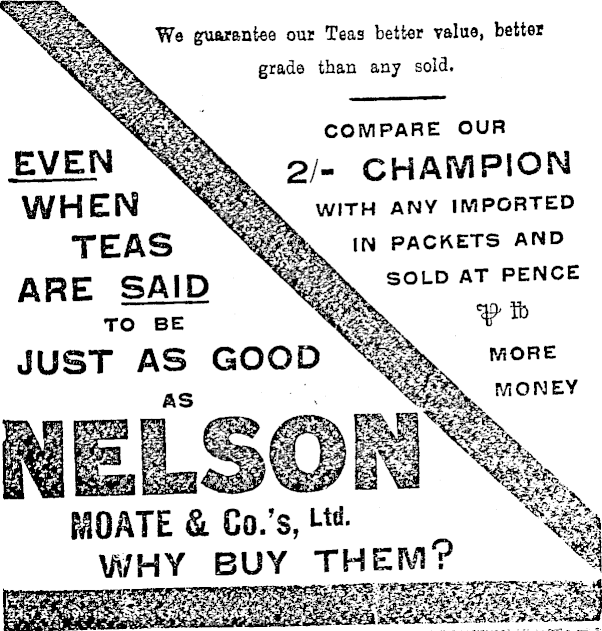 We guarantee our Teas better value, better
grade than any sold.
COMPARE OUR
2/- CHAMPION
WITH ANY IMPORTED
IN PACKETS AND
SOLD AT PENCE
⅌ ℔
MORE
MONEY
EVEN
WHEN
TEAS
ARE SAID
TO BE
JUST AS GOOD
AS
NELSON
MOATE & Co.'s, Ltd.
WHY BUY THEM?